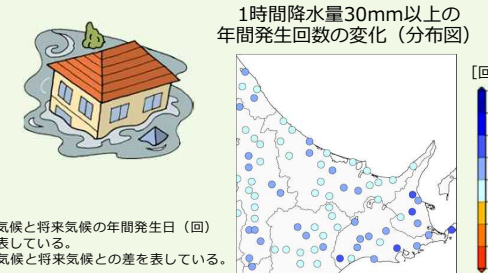 1時間降水量30mm以上の
年間発生回数の変化（分布図）
[回
気候と将来気候の年間発生日（回）
表している。
気候と将来気候との差を表している。